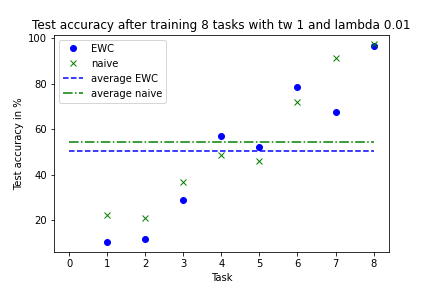 Test accuracy after training 8 tasks with tw 1 and lambda 0.01
EWC
naive
average EWC
average naive
Test accuracy in %
100
80
60
40
20
0 1 2 3 4 5 6 7 8
Task